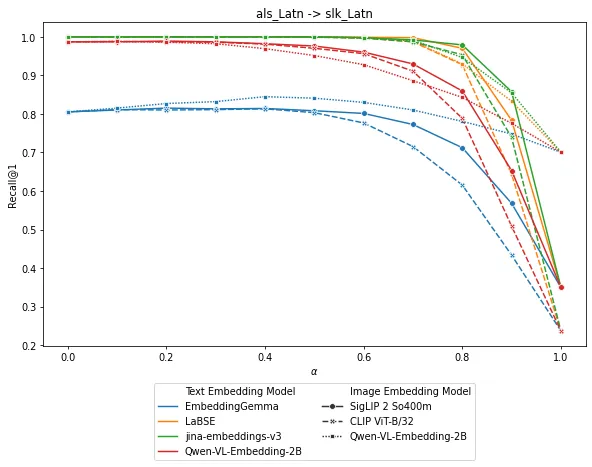 als_Latn -> slk_Latn
Recall@1
1.0
0.9
0.8
0.7
0.6
0.5
0.4
0.3
0.2
0.0 0.2 0.4 0.6 0.8 1.0
α
Text Embedding Model Image Embedding Model
EmbeddingGemma SigLIP 2 So400m
LaBSE CLIP ViT-B/32
jina-embeddings-v3 Qwen-VL-Embedding-2B
Qwen-VL-Embedding-2B